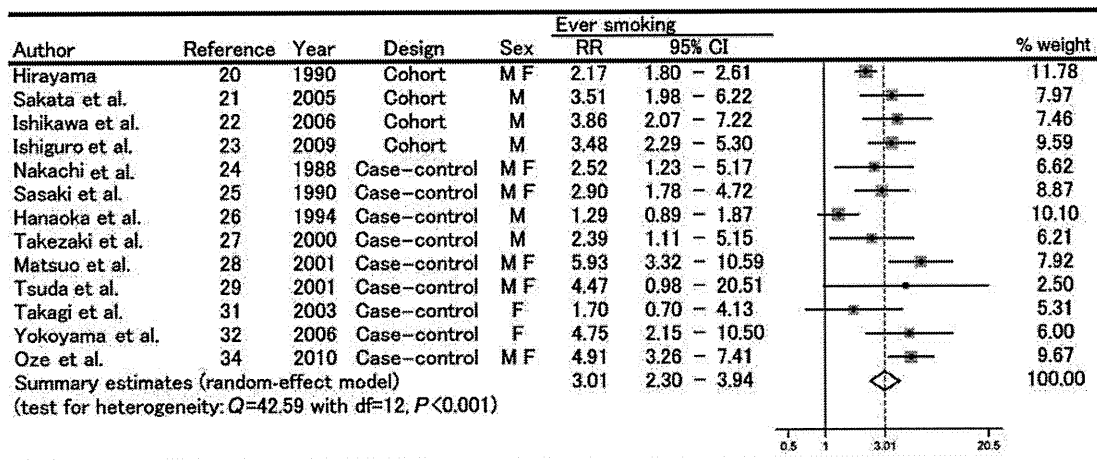 Ever smoking
Author Reference Year Design Sex RR 95% CI % weight
Hirayama 20 1990 Cohort M F 2.17 1.80 - 2.61 11.78
Sakata et al. 21 2005 Cohort M 3.51 1.98 - 6.22 7.97
Ishikawa et al. 22 2006 Cohort M 3.86 2.07 - 7.22 7.46
Ishiguro et al. 23 2009 Cohort M 3.48 2.29 - 5.30 9.59
Nakachi et al. 24 1988 Case-control M F 2.52 1.23 - 5.17 6.62
Sasaki et al. 25 1990 Case-control M F 2.90 1.78 - 4.72 8.87
Hanaoka et al. 26 1994 Case-control M 1.29 0.89 - 1.87 10.10
Takezaki et al. 27 2000 Case-control M 2.39 1.11 - 5.15 6.21
Matsuo et al. 28 2001 Case-control M F 5.93 3.32 - 10.59 7.92
Tsuda et al. 29 2001 Case-control M F 4.47 0.98 - 20.51 2.50
Takagi et al. 31 2003 Case-control F 1.70 0.70 - 4.13 5.31
Yokoyama et al. 32 2006 Case-control F 4.75 2.15 - 10.50 6.00
Oze et al. 34 2010 Case-control M F 4.91 3.26 - 7.41 9.67
Summary estimates (random-effect model) 3.01 2.30 - 3.94 100.00
(test for heterogeneity: Q=42.59 with df=12, P<0.001)
0.5 1 3.01 20.5